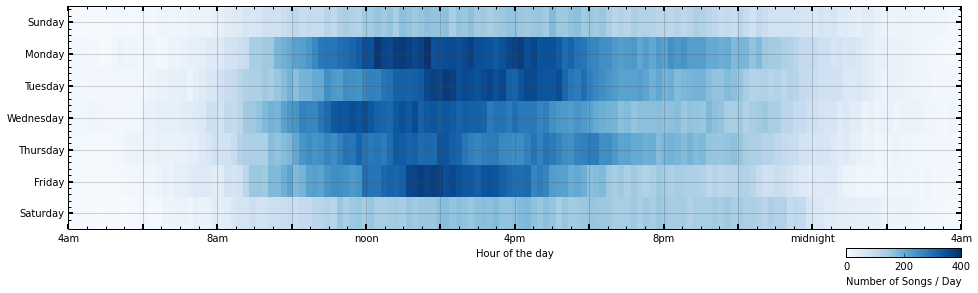 Sunday
Monday
Tuesday
Wednesday
Thursday
Friday
Saturday
4am 8am noon 4pm 8pm midnight 4am
Hour of the day
0 200 400
Number of Songs / Day